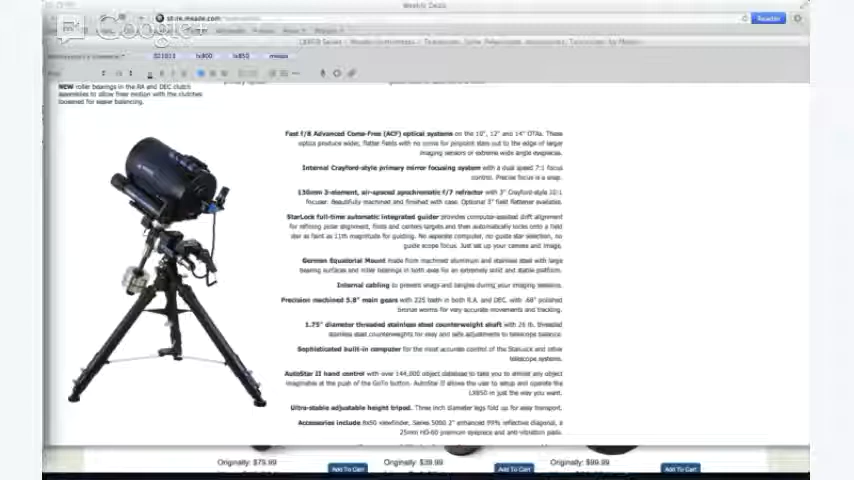 Weekly Deals
store.meade.com
Reader
Google+
321013 lx800 lx850 meade
NEW roller bearings in the RA and DEC clutch
assemblies to allow freer motion with the clutches
loosened for easier balancing.
Fast f/8 Advanced Coma-Free (ACF) optical systems on the 10", 12" and 14" OTAs. These
optics produce wider, flatter fields with no coma for pinpoint stars out to the edge of larger
imaging sensors or extreme wide angle eyepieces.
Internal Crayford-style primary mirror focusing system with a dual speed 7:1 focus
control. Precise focus is a snap.
130mm 3-element, air-spaced apochromatic f/7 refractor with 3" Crayford-style 10:1
focuser. Beautifully machined and finished with case. Optional 3" field flattener available.
StarLock full-time automatic integrated guider provides computer-assisted drift alignment
for refining polar alignment, finds and centers targets and then automatically locks onto a field
star as faint as 11th magnitude for guiding. No separate computer, no guide star selection, no
guide scope focus. Just set up your camera and image.
German Equatorial Mount made from machined aluminum and stainless steel with large
bearing surfaces and roller bearings in both axes for an extremely solid and stable platform.
Internal cabling to prevent snags and tangles during your imaging sessions.
Precision machined 5.8" main gears with 225 teeth in both R.A. and DEC, with .68" polished
bronze worms for very accurate movements and tracking.
1.75" diameter threaded stainless steel counterweight shaft with 26 lb. threaded
stainless steel counterweights for easy and safe adjustments to telescope balance.
Sophisticated built-in computer for the most accurate control of the StarLock and other
telescope systems.
AutoStar II hand control with over 144,000 object database to take you to almost any object
imaginable at the push of the GoTo button. AutoStar II allows the user to setup and operate the
LX850 in just the way you want.
Ultra-stable adjustable height tripod. Three inch diameter legs fold up for easy transport.
Accessories include 8x50 viewfinder, Series 5000 2" enhanced 99% reflective diagonal, a
25mm HD-60 premium eyepiece and anti-vibration pads.
Originally: $79.99 Originally: $39.99 Originally: $99.99
Add To Cart Add To Cart Add To Cart